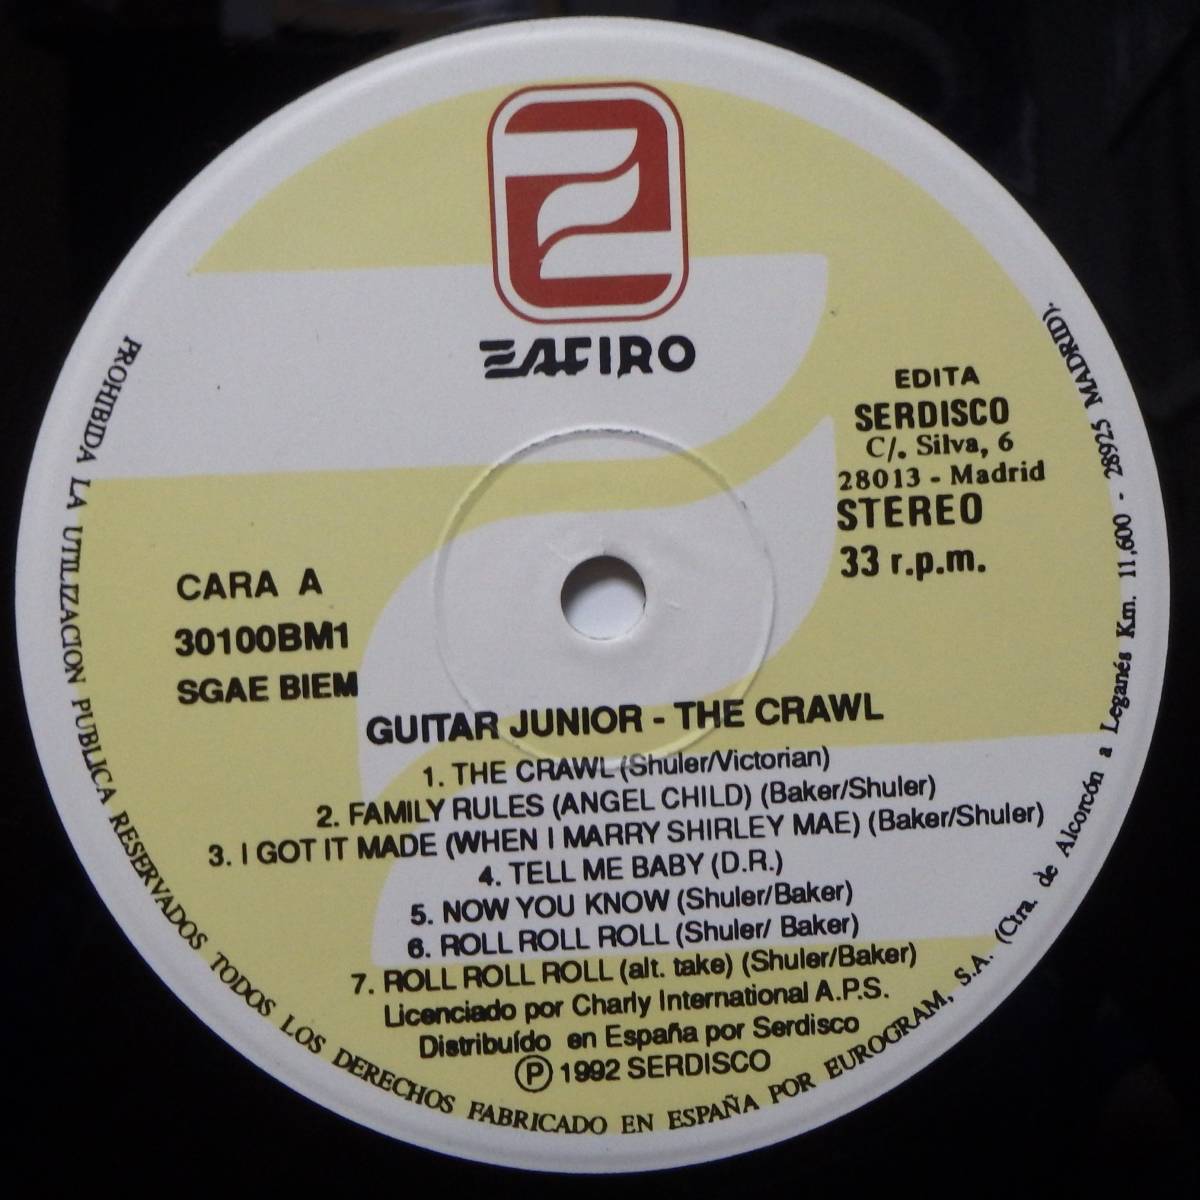 ZAFIRO
EDITA
SERDISCO
C/. Silva, 6
28013 - Madrid
STEREO
33 r.p.m.
CARA A
30100BM1
SGAE BIEM
GUITAR JUNIOR - THE CRAWL
1. THE CRAWL (Shuler/Victorian)
2. FAMILY RULES (ANGEL CHILD) (Baker/Shuler)
3. I GOT IT MADE (WHEN I MARRY SHIRLEY MAE) (Baker/Shuler)
4. TELL ME BABY (D.R.)
5. NOW YOU KNOW (Shuler/Baker)
6. ROLL ROLL ROLL (Shuler/ Baker)
7. ROLL ROLL ROLL (alt. take) (Shuler/Baker)
Licenciado por Charly International A.P.S.
Distribuído en España por Serdisco
Ⓟ 1992 SERDISCO
PROHIBIDA LA UTILIZACION PUBLICA RESERVADOS TODOS LOS DERECHOS FABRICADO EN ESPAÑA POR EUROGRAM, S.A. (Ctra. de Alcorcón a Leganés Km. 11,600 - 28925 MADRID).